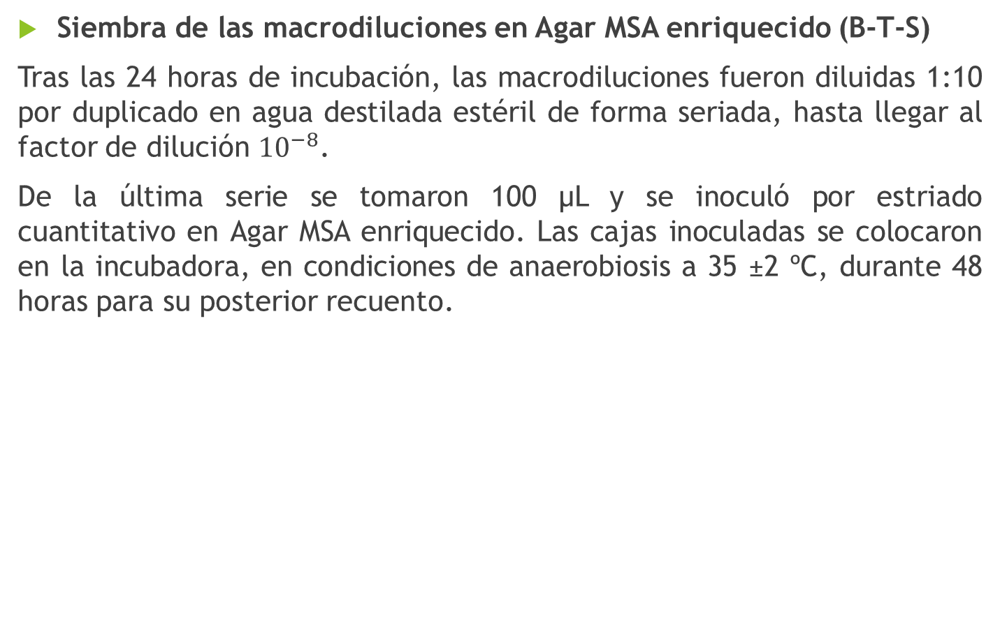 Siembra de las macrodiluciones en Agar MSA enriquecido (B-T-S)
Tras las 24 horas de incubación, las macrodiluciones fueron diluidas 1:10
por duplicado en agua destilada estéril de forma seriada, hasta llegar al
factor de dilución 10⁻⁸.
De la última serie se tomaron 100 µL y se inoculó por estriado
cuantitativo en Agar MSA enriquecido. Las cajas inoculadas se colocaron
en la incubadora, en condiciones de anaerobiosis a 35 ±2 ºC, durante 48
horas para su posterior recuento.